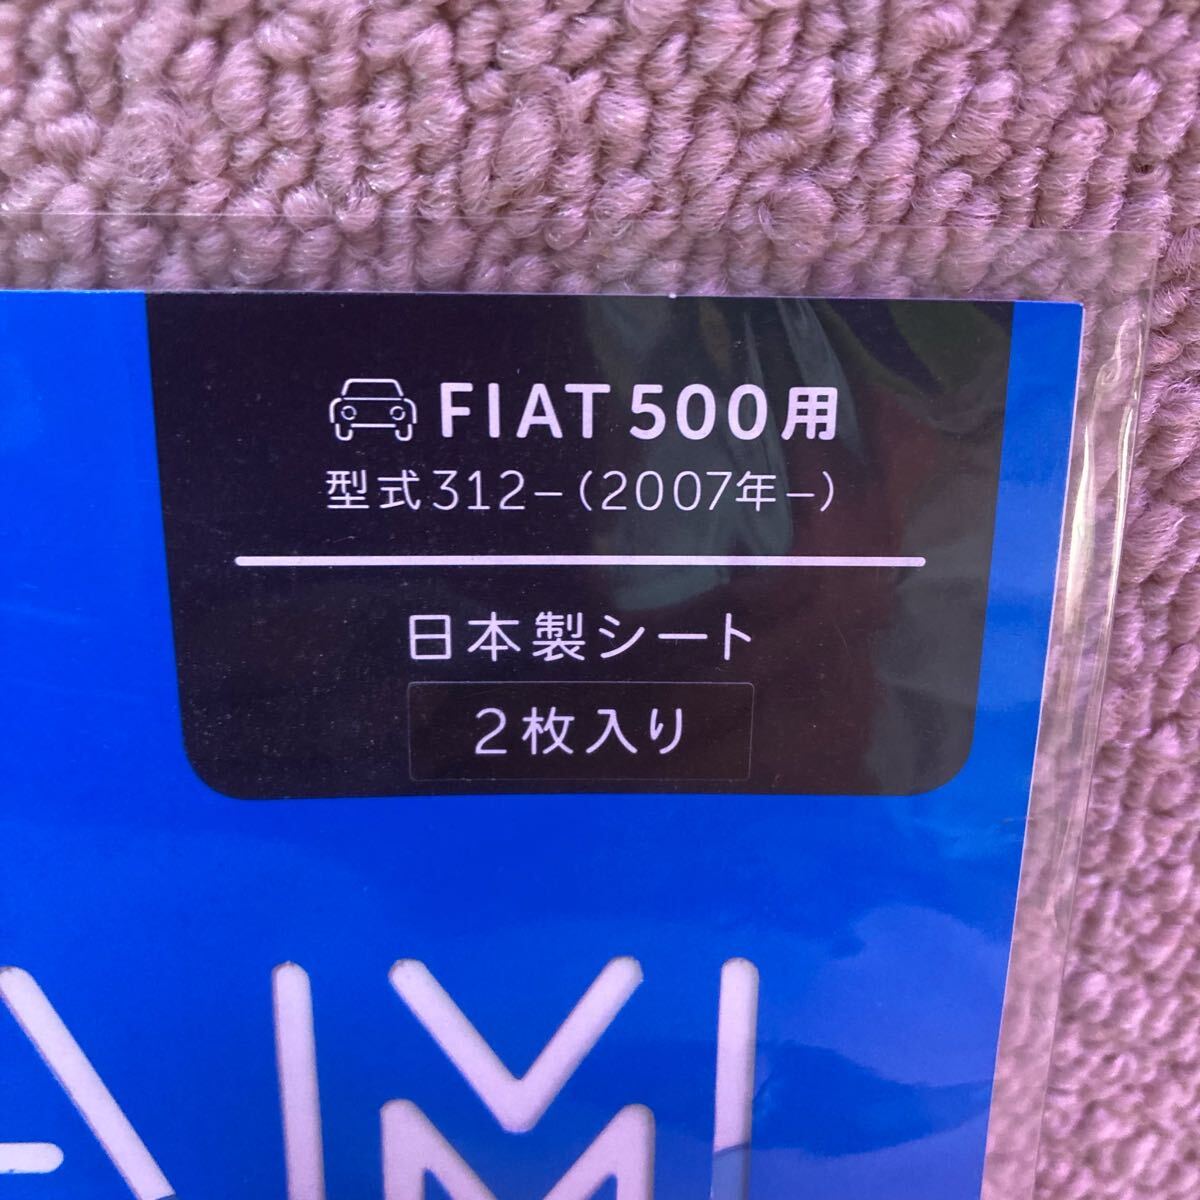 FIAT 500用
型式312–(2007年–)
日本製シート
2枚入り